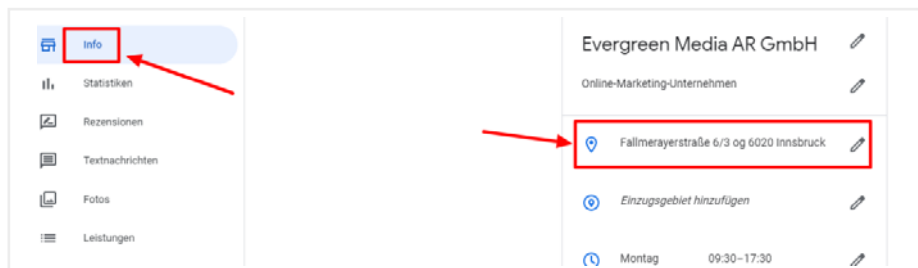 Info
Statistiken
Rezensionen
Textnachrichten
Fotos
Leistungen
Evergreen Media AR GmbH
Online-Marketing-Unternehmen
Fallmerayerstraße 6/3 og 6020 Innsbruck
Einzugsgebiet hinzufügen
Montag 09:30–17:30